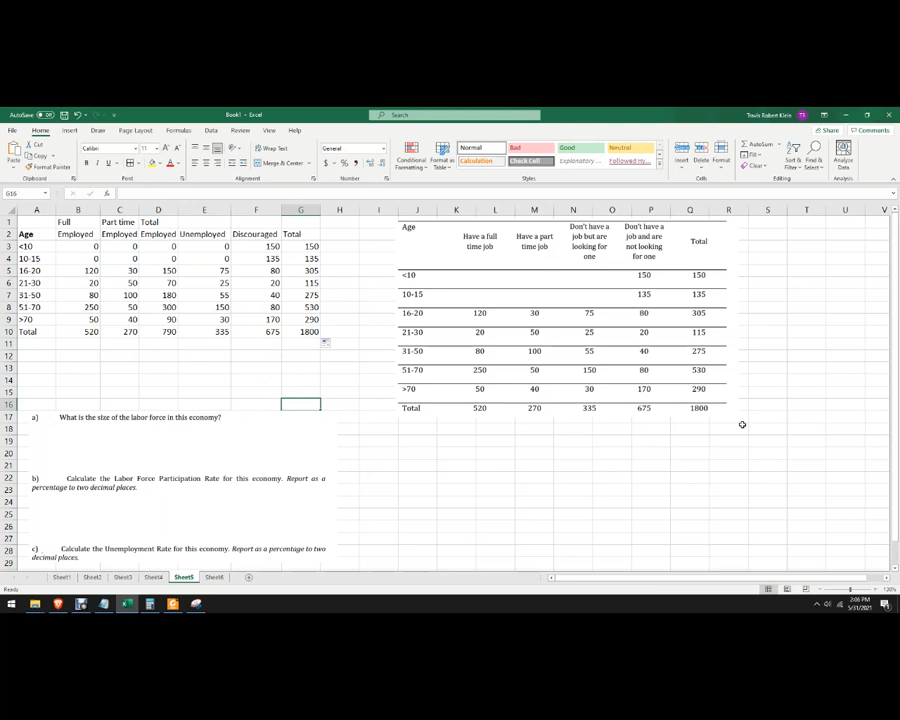 AutoSave Off
Book1 - Excel
Search
Travis Robert Klein
TR
File Home Insert Draw Page Layout Formulas Data Review View Help
Share Comments
Paste
Cut
Copy
Clipboard
Calibri 11
B I U
Font
Wrap Text
Merge & Center
Alignment
General
$ % ,
Number
Conditional Formatting
Format as Table
Normal Bad Good Neutral
Calculation Check Cell Explanatory ... Followed Hy...
Styles
Insert Delete Format
Cells
AutoSum
Fill
Clear
Sort & Filter
Find & Select
Editing
Analyze Data
Analysis
G16
A B C D E F G H I J K L M N O P Q R S T U V
1 Full Part time Total
2 Age Employed Employed Employed Unemployed Discouraged Total
3 <10 0 0 0 0 150 150
4 10-15 0 0 0 0 135 135
5 16-20 120 30 150 75 80 305
6 21-30 20 50 70 25 20 115
7 31-50 80 100 180 55 40 275
8 51-70 250 50 300 150 80 530
9 >70 50 40 90 30 170 290
10 Total 520 270 790 335 675 1800
11
12
13
14
15
16
17 a) What is the size of the labor force in this economy?
18
19
20
21
22 b) Calculate the Labor Force Participation Rate for this economy. Report as a
23 percentage to two decimal places.
24
25
26
27
28 c) Calculate the Unemployment Rate for this economy. Report as a percentage to two
29 decimal places.
Age
Have a full time job
Have a part time job
Don't have a job but are looking for one
Don't have a job and are not looking for one
Total
<10 150 150
10-15 135 135
16-20 120 30 75 80 305
21-30 20 50 25 20 115
31-50 80 100 55 40 275
51-70 250 50 150 80 530
>70 50 40 30 170 290
Total 520 270 335 675 1800
Sheet1 Sheet2 Sheet3 Sheet4 Sheet5 Sheet6
Ready
130%
2:06 PM
5/31/2021